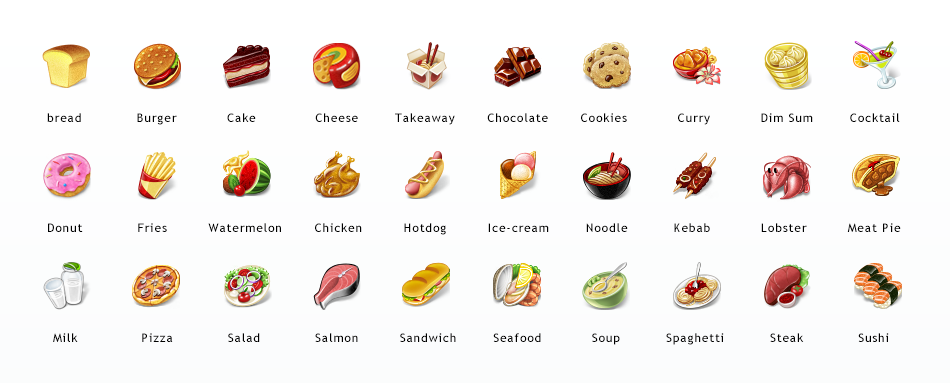 bread Burger Cake Cheese Takeaway Chocolate Cookies Curry Dim Sum Cocktail
Donut Fries Watermelon Chicken Hotdog Ice-cream Noodle Kebab Lobster Meat Pie
Milk Pizza Salad Salmon Sandwich Seafood Soup Spaghetti Steak Sushi